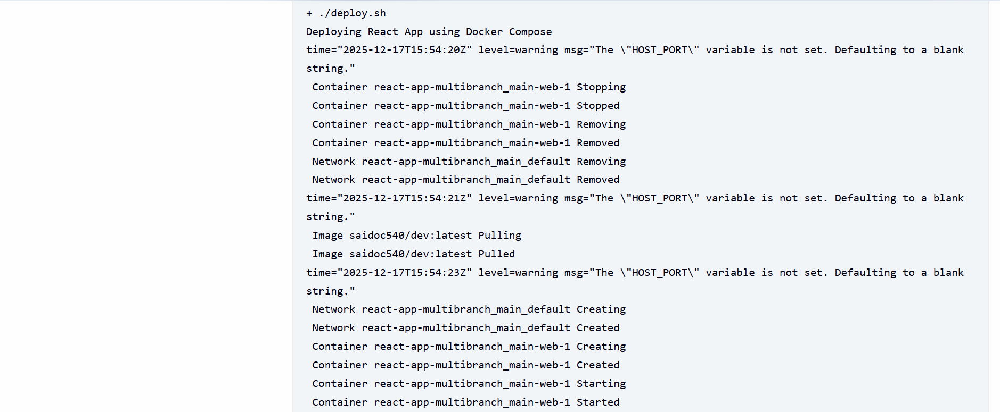 + ./deploy.sh
Deploying React App using Docker Compose
time="2025-12-17T15:54:20Z" level=warning msg="The \"HOST_PORT\" variable is not set. Defaulting to a blank
string."
Container react-app-multibranch_main-web-1 Stopping
Container react-app-multibranch_main-web-1 Stopped
Container react-app-multibranch_main-web-1 Removing
Container react-app-multibranch_main-web-1 Removed
Network react-app-multibranch_main_default Removing
Network react-app-multibranch_main_default Removed
time="2025-12-17T15:54:21Z" level=warning msg="The \"HOST_PORT\" variable is not set. Defaulting to a blank
string."
Image saidoc540/dev:latest Pulling
Image saidoc540/dev:latest Pulled
time="2025-12-17T15:54:23Z" level=warning msg="The \"HOST_PORT\" variable is not set. Defaulting to a blank
string."
Network react-app-multibranch_main_default Creating
Network react-app-multibranch_main_default Created
Container react-app-multibranch_main-web-1 Creating
Container react-app-multibranch_main-web-1 Created
Container react-app-multibranch_main-web-1 Starting
Container react-app-multibranch_main-web-1 Started